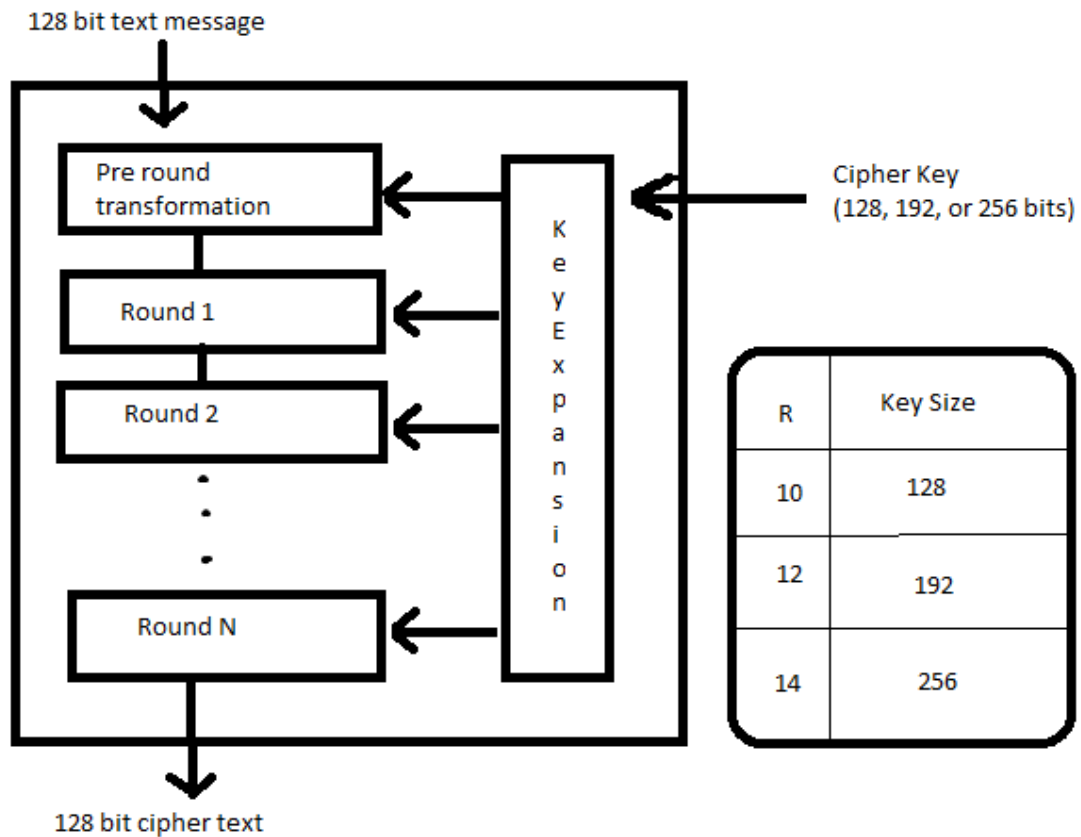 128 bit text message
Pre round
transformation
Round 1
Round 2
Round N
128 bit cipher text
K
e
y
E
x
p
a
n
s
i
o
n
Cipher Key
(128, 192, or 256 bits)
R Key Size
10 128
12 192
14 256